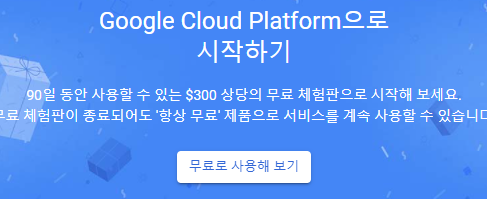 Google Cloud Platform으로
시작하기
90일 동안 사용할 수 있는 $300 상당의 무료 체험판으로 시작해 보세요.
무료 체험판이 종료되어도 '항상 무료' 제품으로 서비스를 계속 사용할 수 있습니다
무료로 사용해 보기